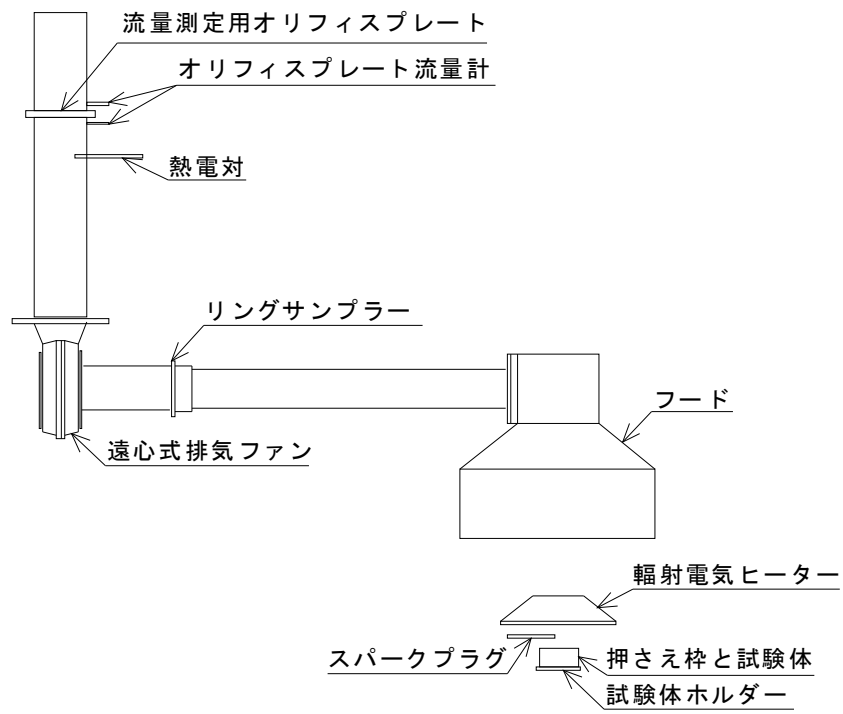 流量測定用オリフィスプレート
オリフィスプレート流量計
熱電対
リングサンプラー
フード
遠心式排気ファン
輻射電気ヒーター
スパークプラグ
押さえ枠と試験体
試験体ホルダー